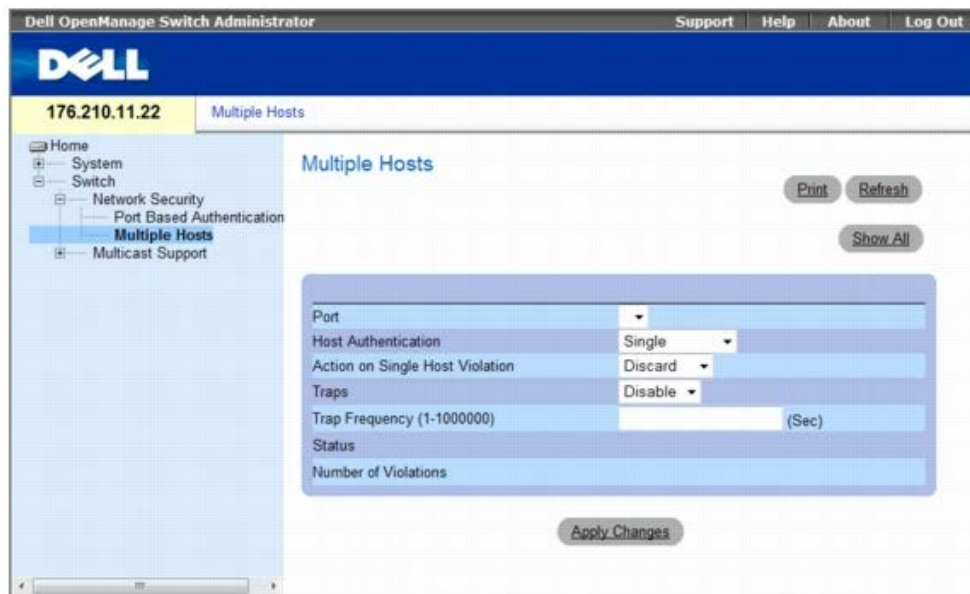 Dell OpenManage Switch Administrator Support Help About Log Out
DELL
176.210.11.22 Multiple Hosts
Home
System
Switch
Network Security
Port Based Authentication
Multiple Hosts
Multicast Support
Multiple Hosts
Print Refresh
Show All
Port
Host Authentication Single
Action on Single Host Violation Discard
Traps Disable
Trap Frequency (1-1000000) (Sec)
Status
Number of Violations
Apply Changes